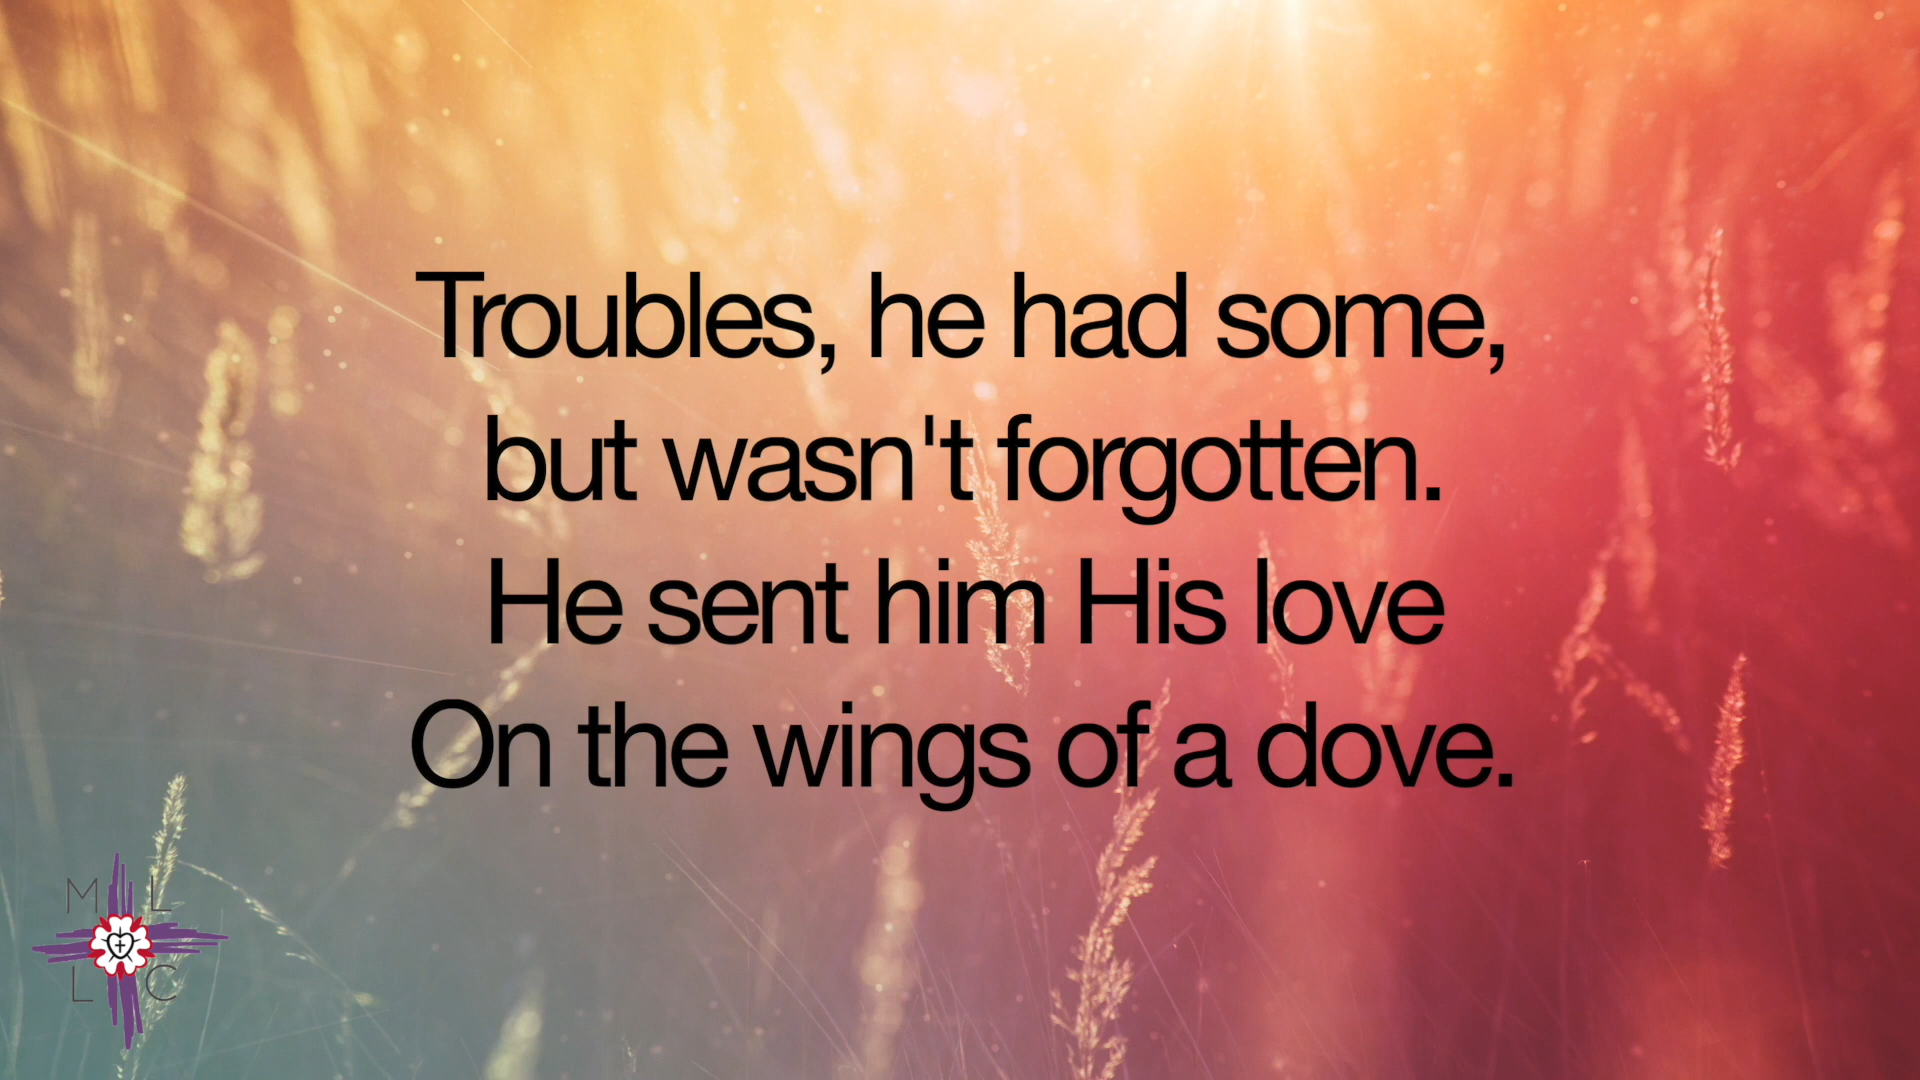 Troubles, he had some,
but wasn't forgotten.
He sent him His love
On the wings of a dove.
M L
L C